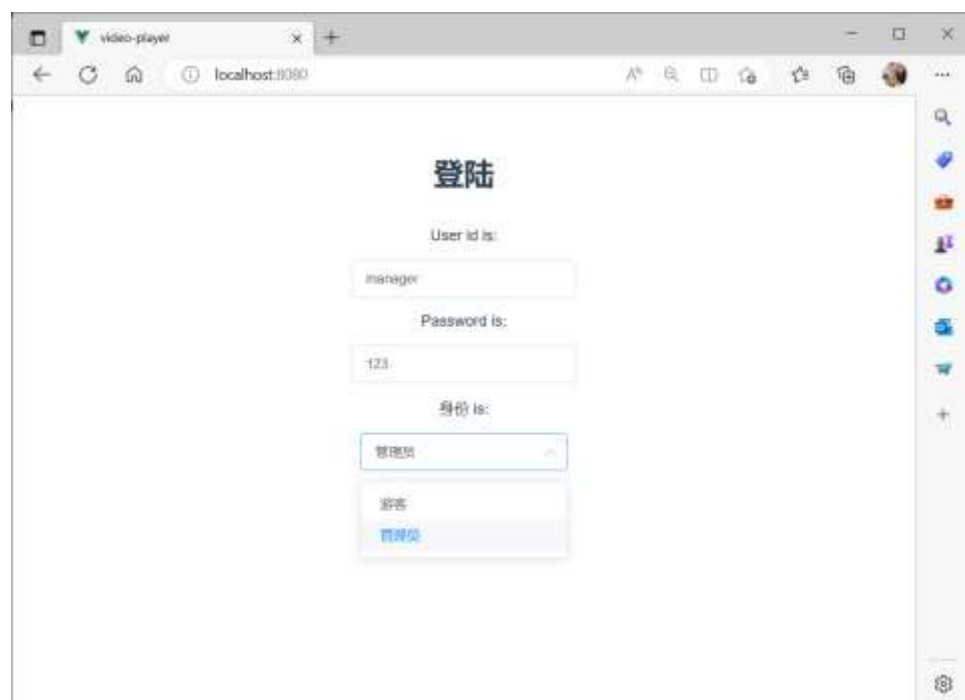 video-player
localhost:8080
登陆
User id is:
manager
Password is:
123
身份 is:
管理员
游客
管理员